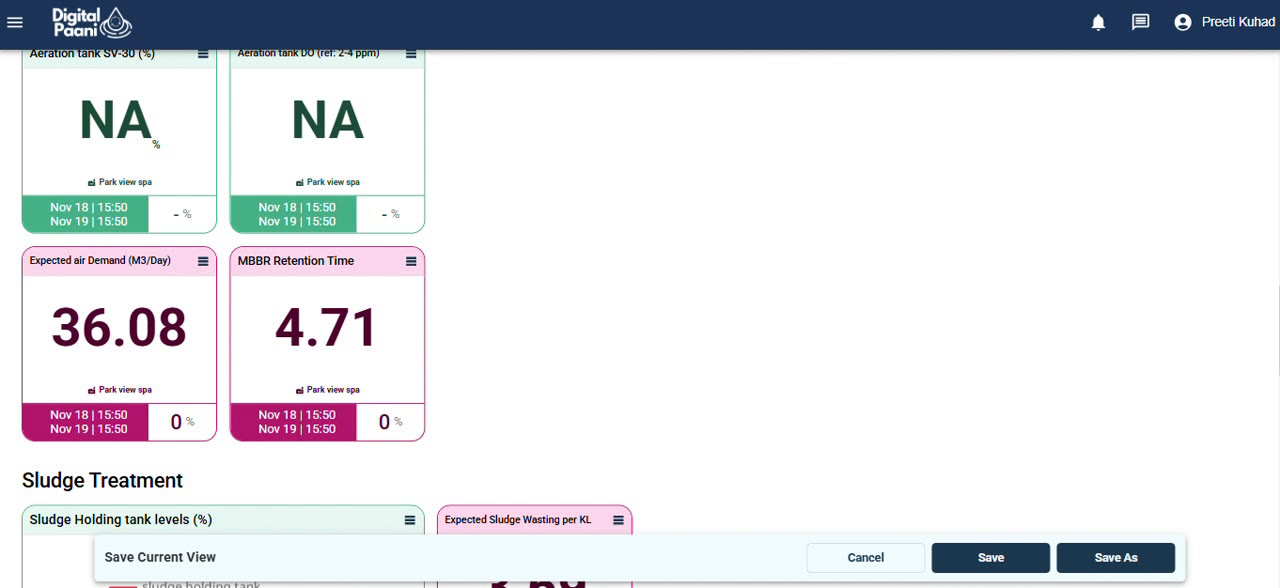 Digital
Paani
Preeti Kuhad
Aeration tank SV-30 (%)
Aeration tank DO (ref: 2-4 ppm)
NA
%
NA
Park view spa
Park view spa
Nov 18 | 15:50
Nov 19 | 15:50
- %
Nov 18 | 15:50
Nov 19 | 15:50
- %
Expected air Demand (M3/Day)
MBBR Retention Time
36.08
4.71
Park view spa
Park view spa
Nov 18 | 15:50
Nov 19 | 15:50
0 %
Nov 18 | 15:50
Nov 19 | 15:50
0 %
Sludge Treatment
Sludge Holding tank levels (%)
Expected Sludge Wasting per KL
Save Current View
Cancel
Save
Save As
sludge holding tank